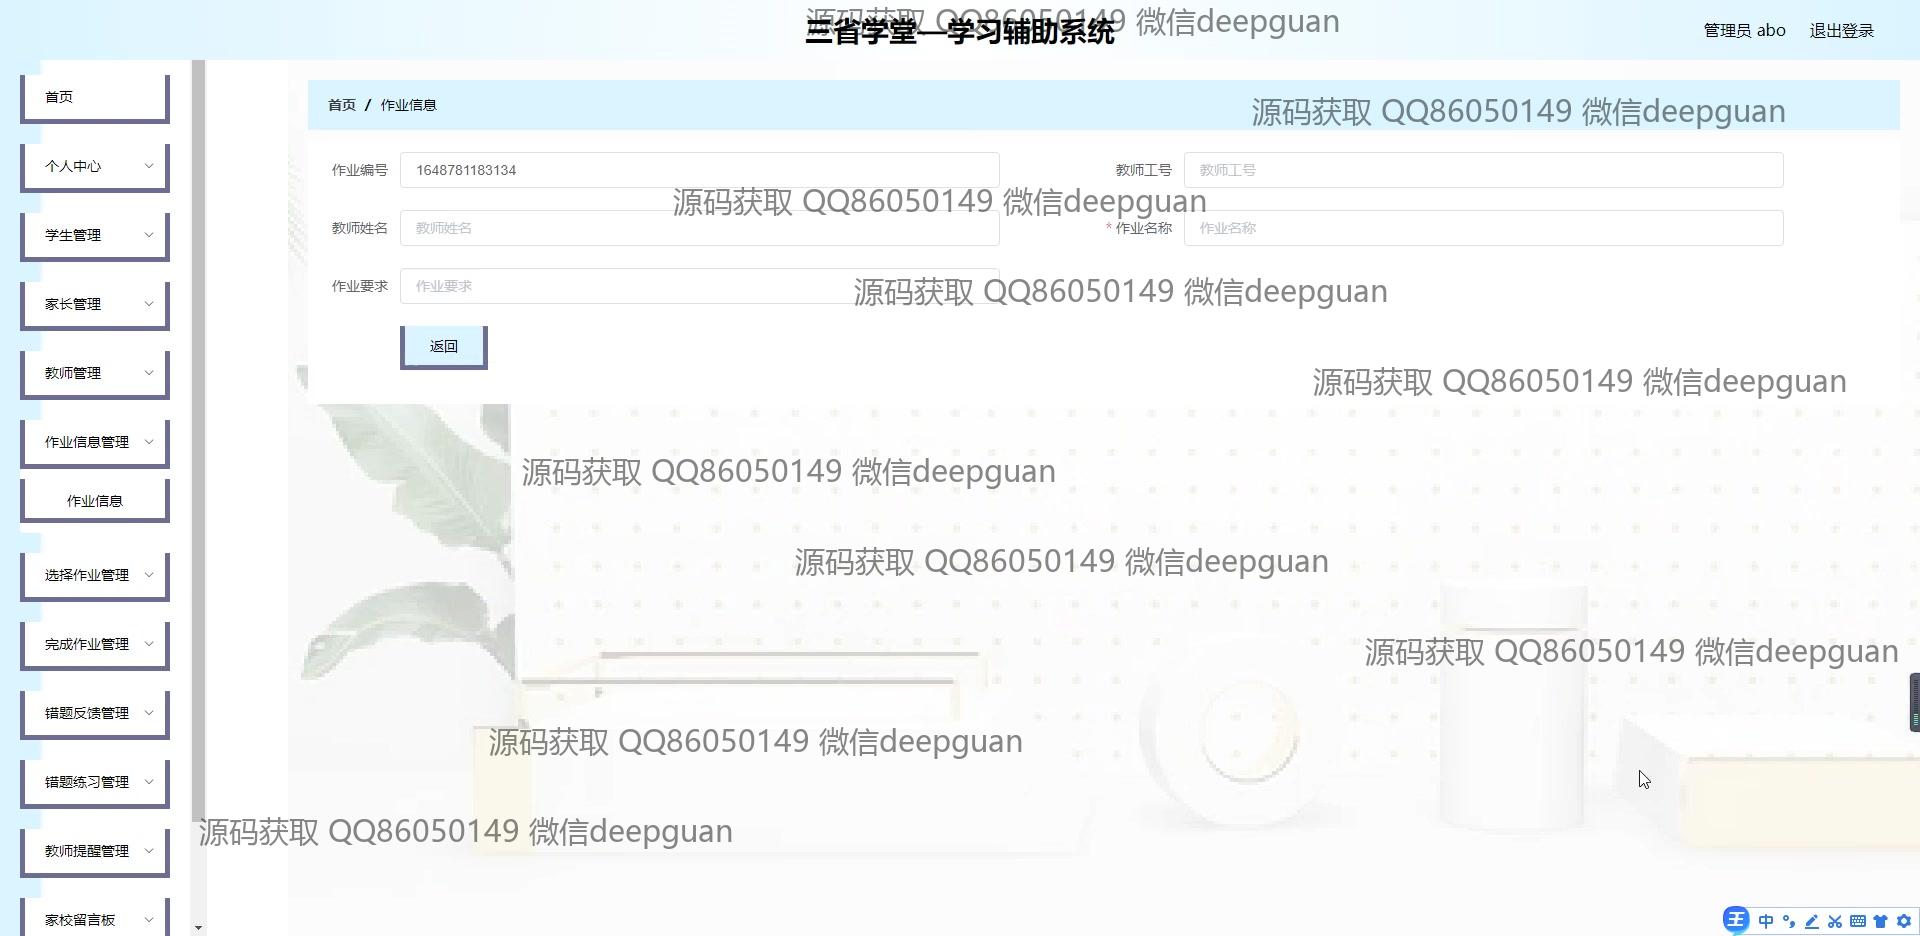 三省学堂—学习辅助系统
源码获取 QQ86050149 微信deepguan
管理员 abo
退出登录
首页
个人中心
学生管理
家长管理
教师管理
作业信息管理
作业信息
选择作业管理
完成作业管理
错题反馈管理
错题练习管理
教师提醒管理
家校留言板
首页 / 作业信息
源码获取 QQ86050149 微信deepguan
作业编号 1648781183134
教师工号 教师工号
源码获取 QQ86050149 微信deepguan
教师姓名 教师姓名
* 作业名称 作业名称
作业要求 作业要求
源码获取 QQ86050149 微信deepguan
返回
源码获取 QQ86050149 微信deepguan
源码获取 QQ86050149 微信deepguan
源码获取 QQ86050149 微信deepguan
源码获取 QQ86050149 微信deepguan
源码获取 QQ86050149 微信deepguan
源码获取 QQ86050149 微信deepguan
王 中